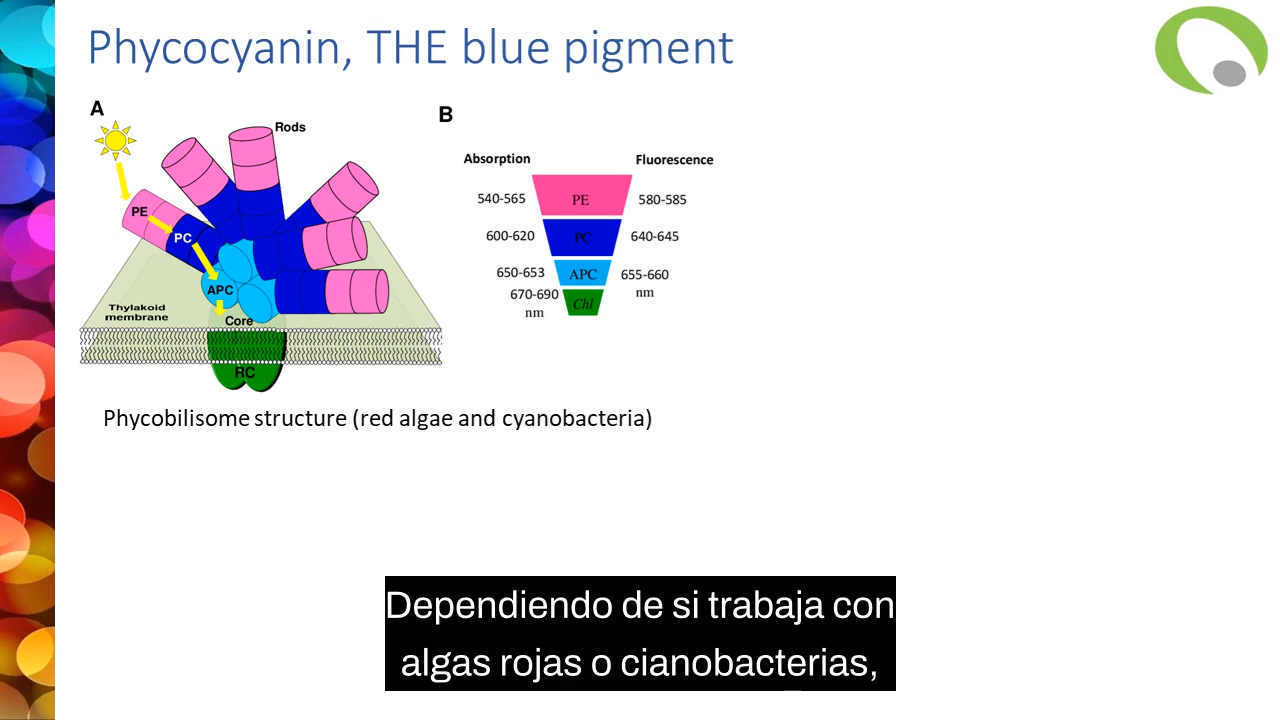 Phycocyanin, THE blue pigment
A
B
Rods
Absorption
Fluorescence
PE
PC
APC
Core
Thylakoid
membrane
RC
540-565
PE
580-585
600-620
PC
640-645
650-653
APC
655-660
nm
670-690
nm
Chl
Phycobilisome structure (red algae and cyanobacteria)
Dependiendo de si trabaja con
algas rojas o cianobacterias,